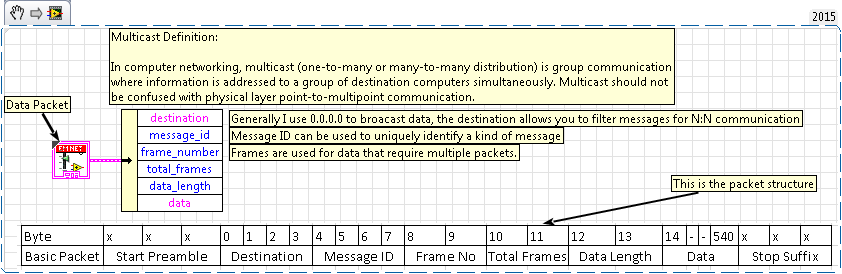 2015
Multicast Definition:
In computer networking, multicast (one-to-many or many-to-many distribution) is group communication
where information is addressed to a group of destination computers simultaneously. Multicast should not
be confused with physical layer point-to-multipoint communication.
Data Packet
destination
Generally I use 0.0.0.0 to broacast data, the destination allows you to filter messages for N:N communication
message_id
Message ID can be used to uniquely identify a kind of message
frame_number
Frames are used for data that require multiple packets.
total_frames
data_length
data
This is the packet structure
Byte x x x 0 1 2 3 4 5 6 7 8 9 10 11 12 13 14 - - 540 x x x
Basic Packet Start Preamble Destination Message ID Frame No Total Frames Data Length Data Stop Suffix